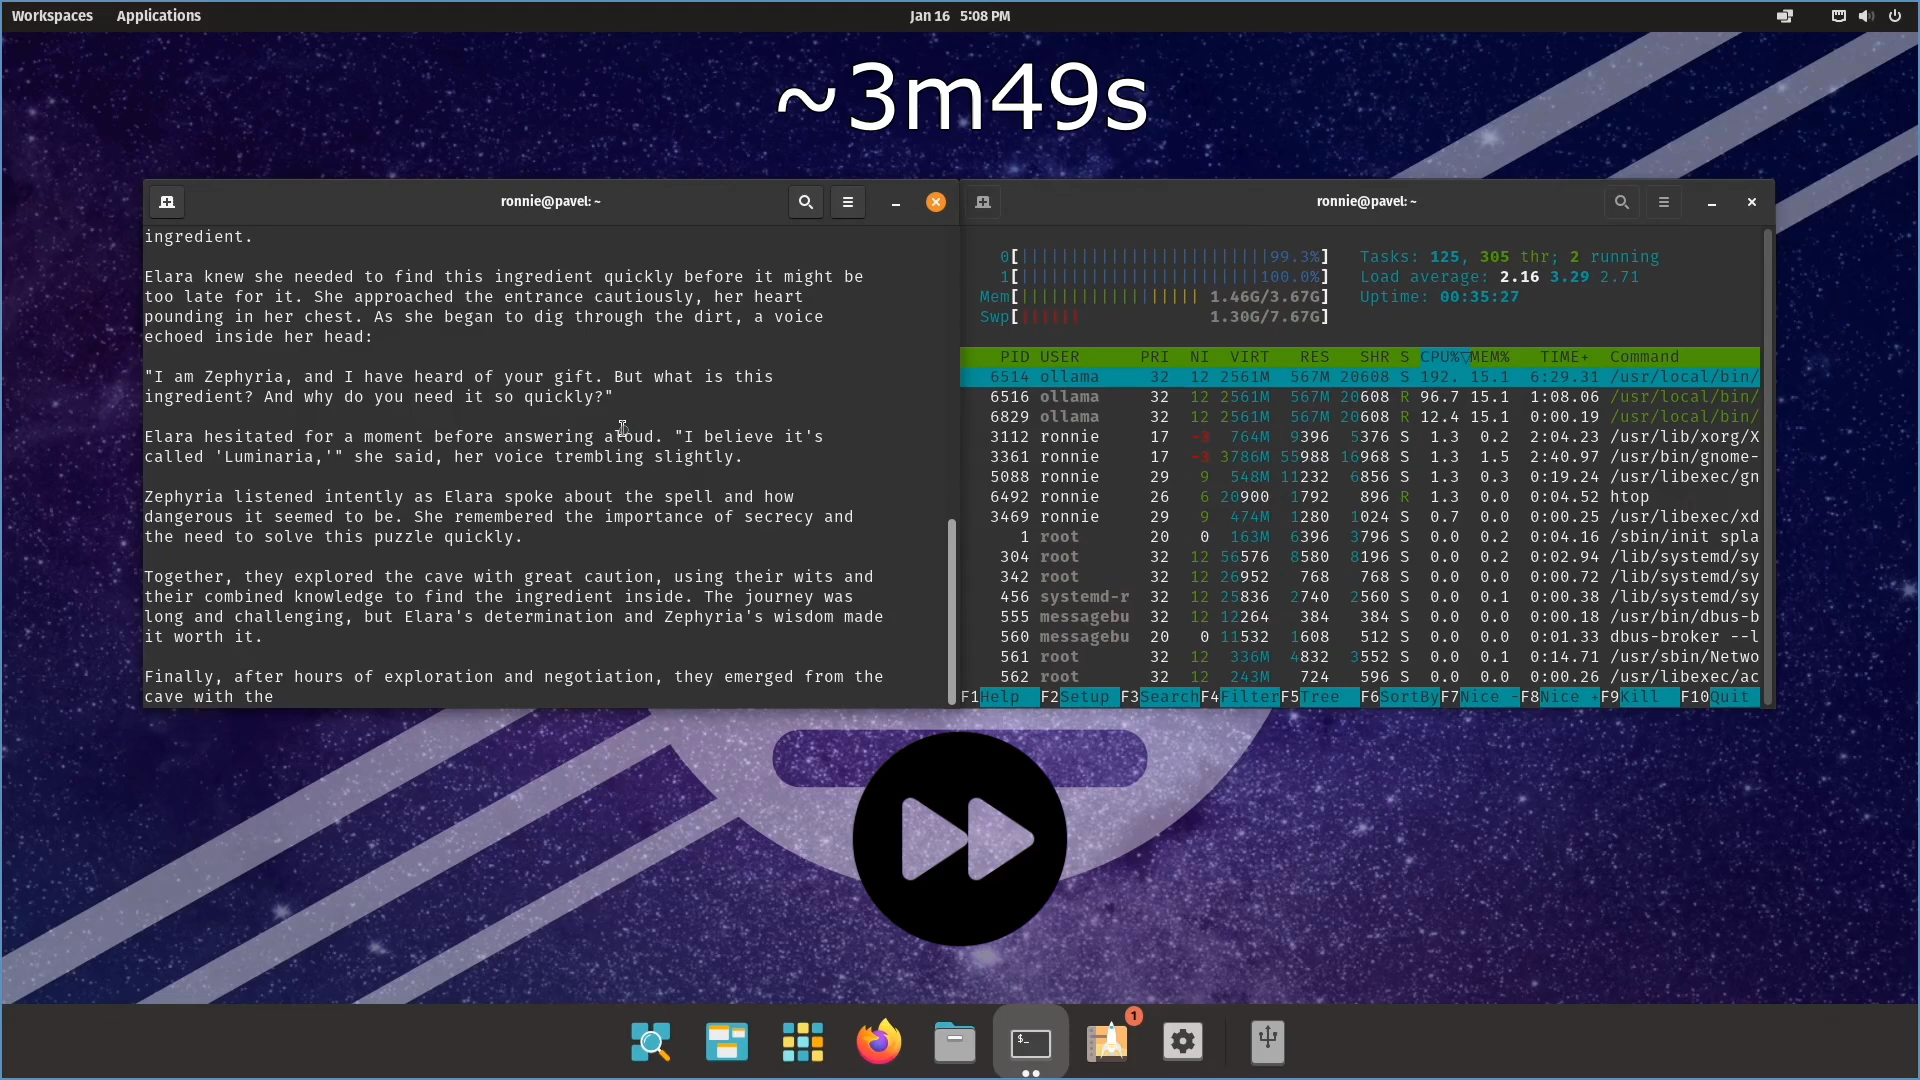 Workspaces Applications Jan 16 5:08 PM
~3m49s
ronnie@pavel: ~
ingredient.
Elara knew she needed to find this ingredient quickly before it might be
too late for it. She approached the entrance cautiously, her heart
pounding in her chest. As she began to dig through the dirt, a voice
echoed inside her head:
"I am Zephyria, and I have heard of your gift. But what is this
ingredient? And why do you need it so quickly?"
Elara hesitated for a moment before answering aloud. "I believe it's
called 'Luminaria,'" she said, her voice trembling slightly.
Zephyria listened intently as Elara spoke about the spell and how
dangerous it seemed to be. She remembered the importance of secrecy and
the need to solve this puzzle quickly.
Together, they explored the cave with great caution, using their wits and
their combined knowledge to find the ingredient inside. The journey was
long and challenging, but Elara's determination and Zephyria's wisdom made
it worth it.
Finally, after hours of exploration and negotiation, they emerged from the
cave with the
ronnie@pavel: ~
0[||||||||||||||||||||||||99.3%] Tasks: 125, 305 thr; 2 running
1[|||||||||||||||||||||||100.0%] Load average: 2.16 3.29 2.71
Mem[|||||||||||||||||| 1.46G/3.67G] Uptime: 00:35:27
Swp[|||||| 1.30G/7.67G]
PID USER PRI NI VIRT RES SHR S CPU%▽MEM% TIME+ Command
6514 ollama 32 12 2561M 567M 20608 S 192. 15.1 6:29.31 /usr/local/bin/
6516 ollama 32 12 2561M 567M 20608 R 96.7 15.1 1:08.06 /usr/local/bin/
6829 ollama 32 12 2561M 567M 20608 R 12.4 15.1 0:00.19 /usr/local/bin/
3112 ronnie 17 -3 764M 9396 5376 S 1.3 0.2 2:04.23 /usr/lib/xorg/X
3361 ronnie 17 -3 3786M 55988 16968 S 1.3 1.5 2:40.97 /usr/bin/gnome-
5088 ronnie 29 9 548M 11232 6856 S 1.3 0.3 0:19.24 /usr/libexec/gn
6492 ronnie 26 6 20900 1792 896 R 1.3 0.0 0:04.52 htop
3469 ronnie 29 9 474M 1280 1024 S 0.7 0.0 0:00.25 /usr/libexec/xd
1 root 20 0 163M 6396 3796 S 0.0 0.2 0:04.16 /sbin/init spla
304 root 32 12 56576 8580 8196 S 0.0 0.2 0:02.94 /lib/systemd/sy
342 root 32 12 26952 768 768 S 0.0 0.0 0:00.72 /lib/systemd/sy
456 systemd-r 32 12 25836 2740 2560 S 0.0 0.1 0:00.38 /lib/systemd/sy
555 messagebu 32 12 12264 384 384 S 0.0 0.0 0:00.18 /usr/bin/dbus-b
560 messagebu 20 0 11532 1608 512 S 0.0 0.0 0:01.33 dbus-broker --l
561 root 32 12 336M 4832 3552 S 0.0 0.1 0:14.71 /usr/sbin/Netwo
562 root 32 12 243M 724 596 S 0.0 0.0 0:00.26 /usr/libexec/ac
F1Help F2Setup F3SearchF4FilterF5Tree F6SortByF7Nice -F8Nice +F9Kill F10Quit
$_
1